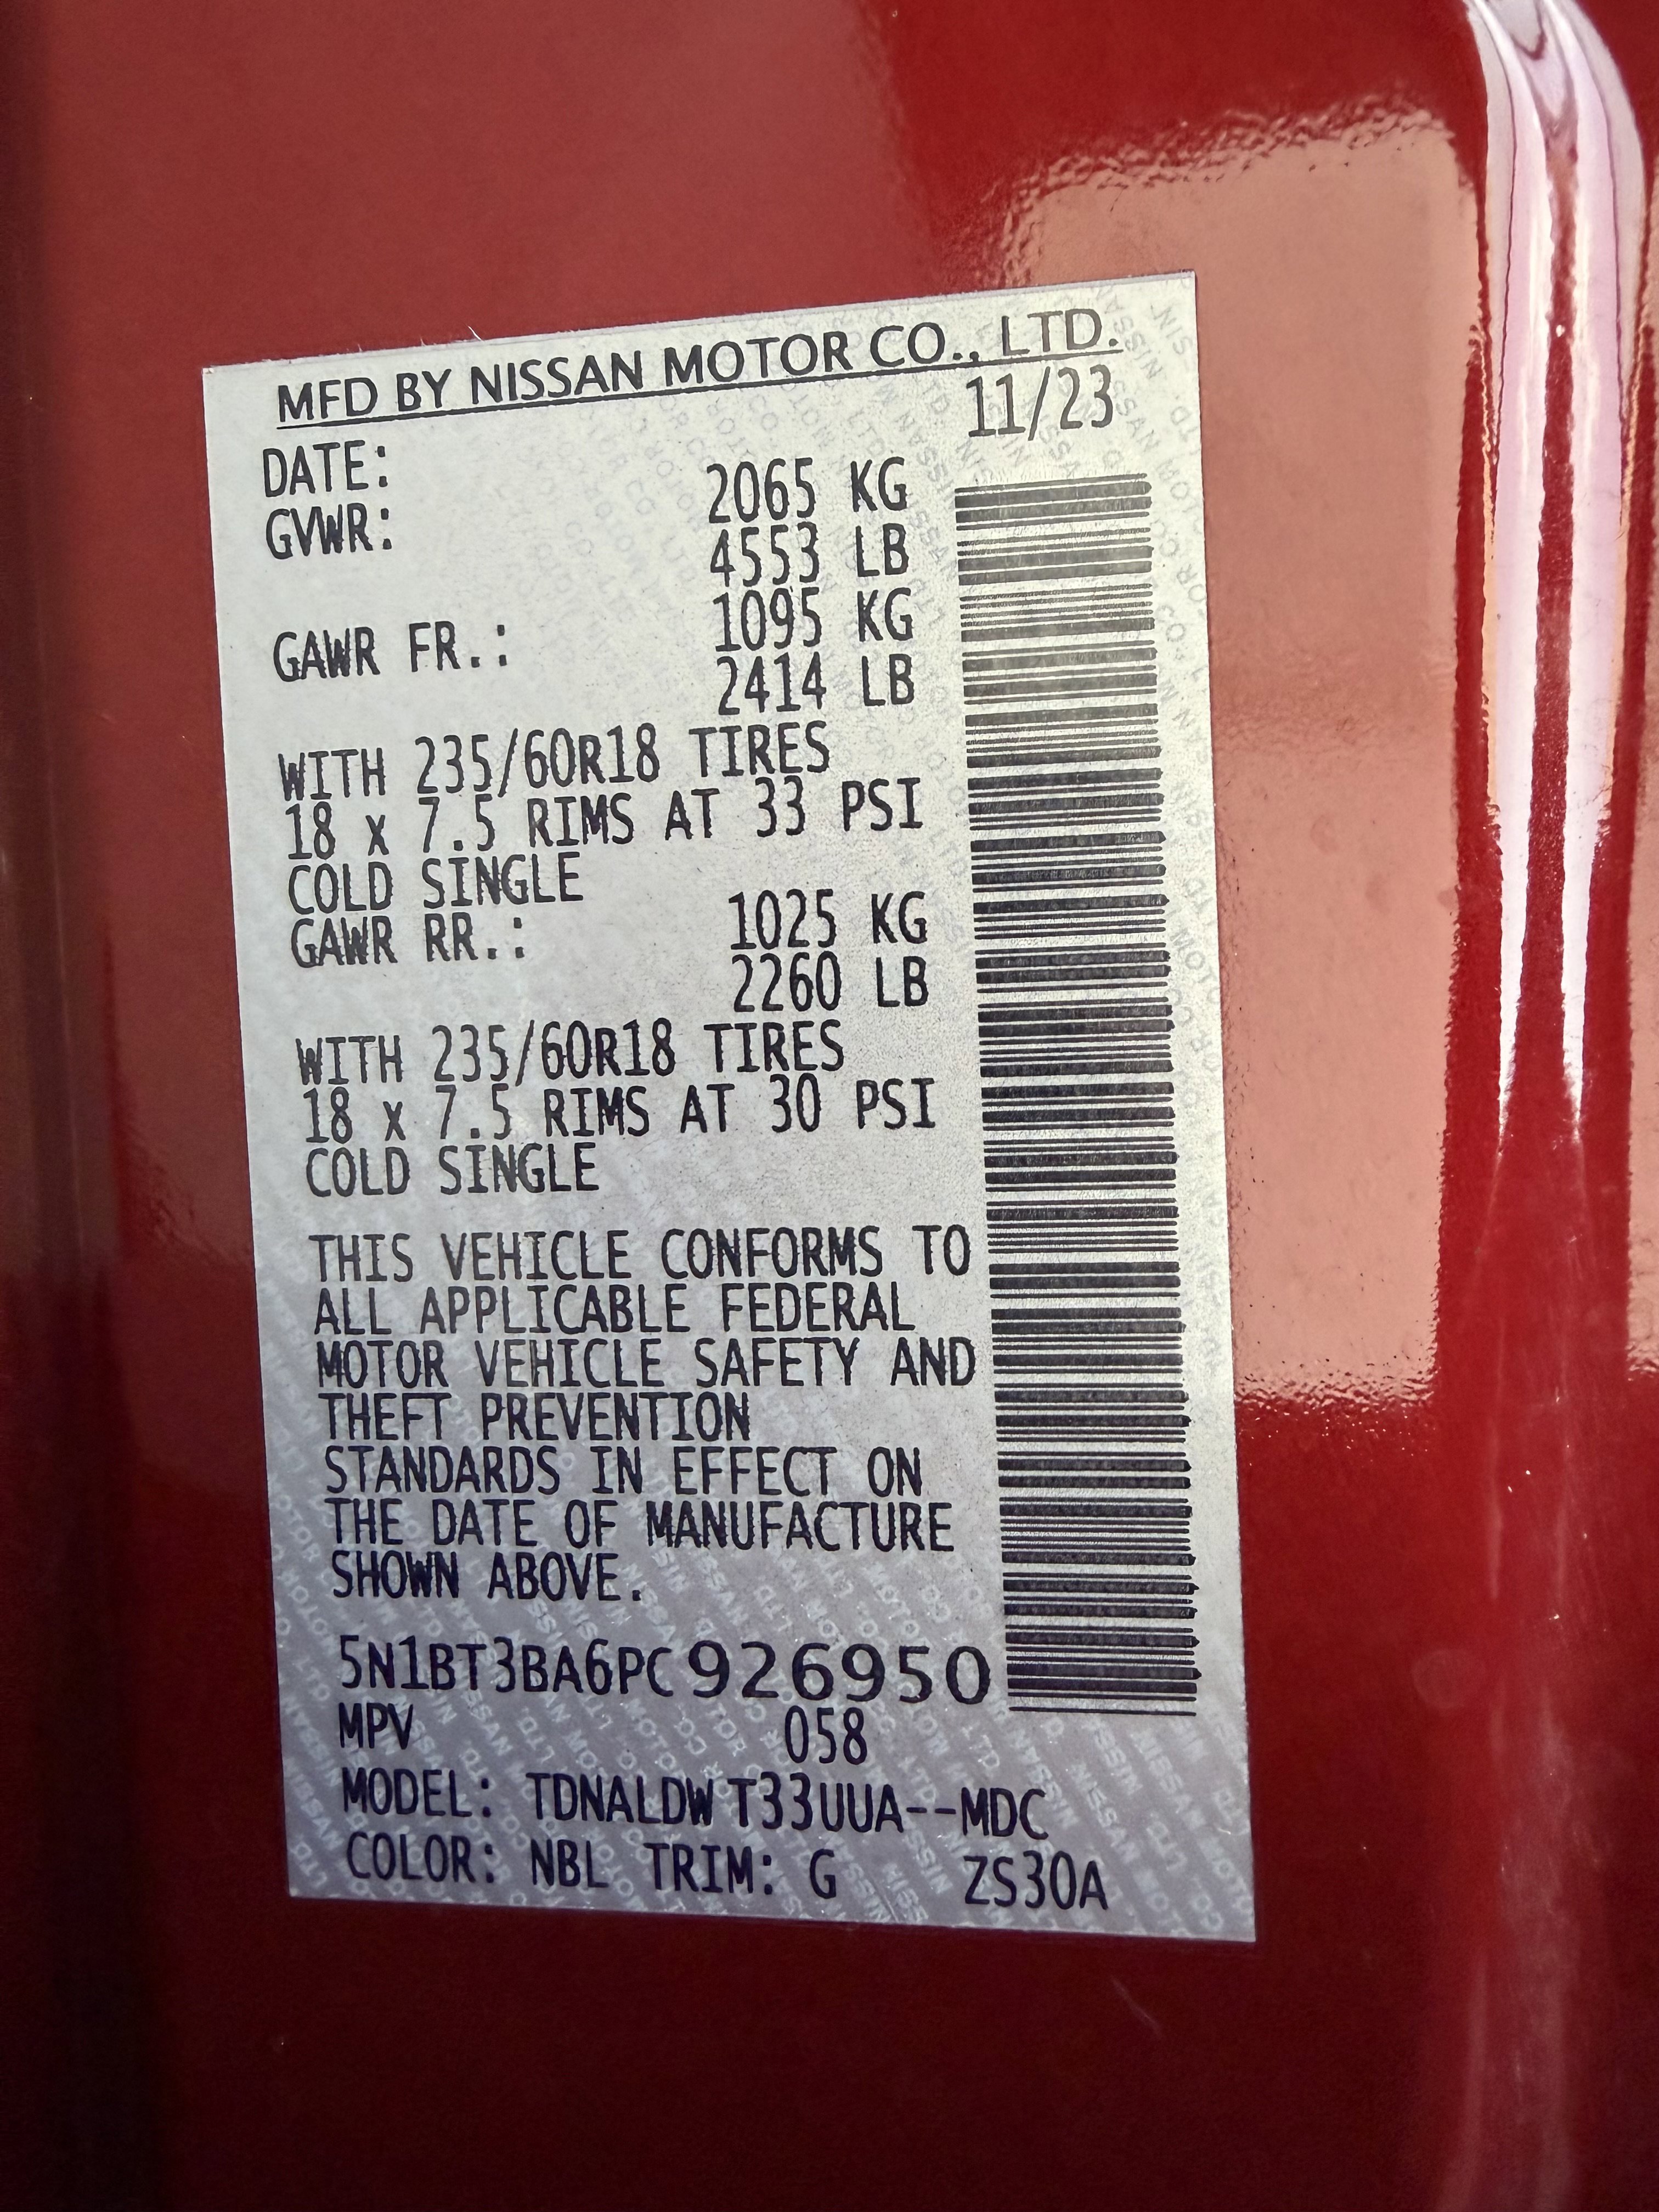 MFD BY NISSAN MOTOR CO., LTD.
DATE: 11/23
GVWR: 2065 KG
4553 LB
GAWR FR.: 1095 KG
2414 LB
WITH 235/60R18 TIRES
18 x 7.5 RIMS AT 33 PSI
COLD SINGLE
GAWR RR.: 1025 KG
2260 LB
WITH 235/60R18 TIRES
18 x 7.5 RIMS AT 30 PSI
COLD SINGLE
THIS VEHICLE CONFORMS TO
ALL APPLICABLE FEDERAL
MOTOR VEHICLE SAFETY AND
THEFT PREVENTION
STANDARDS IN EFFECT ON
THE DATE OF MANUFACTURE
SHOWN ABOVE.
5N1BT3BA6PC926950
MPV 058
MODEL: TDNALDW T33UUA--MDC
COLOR: NBL TRIM: G ZS30A